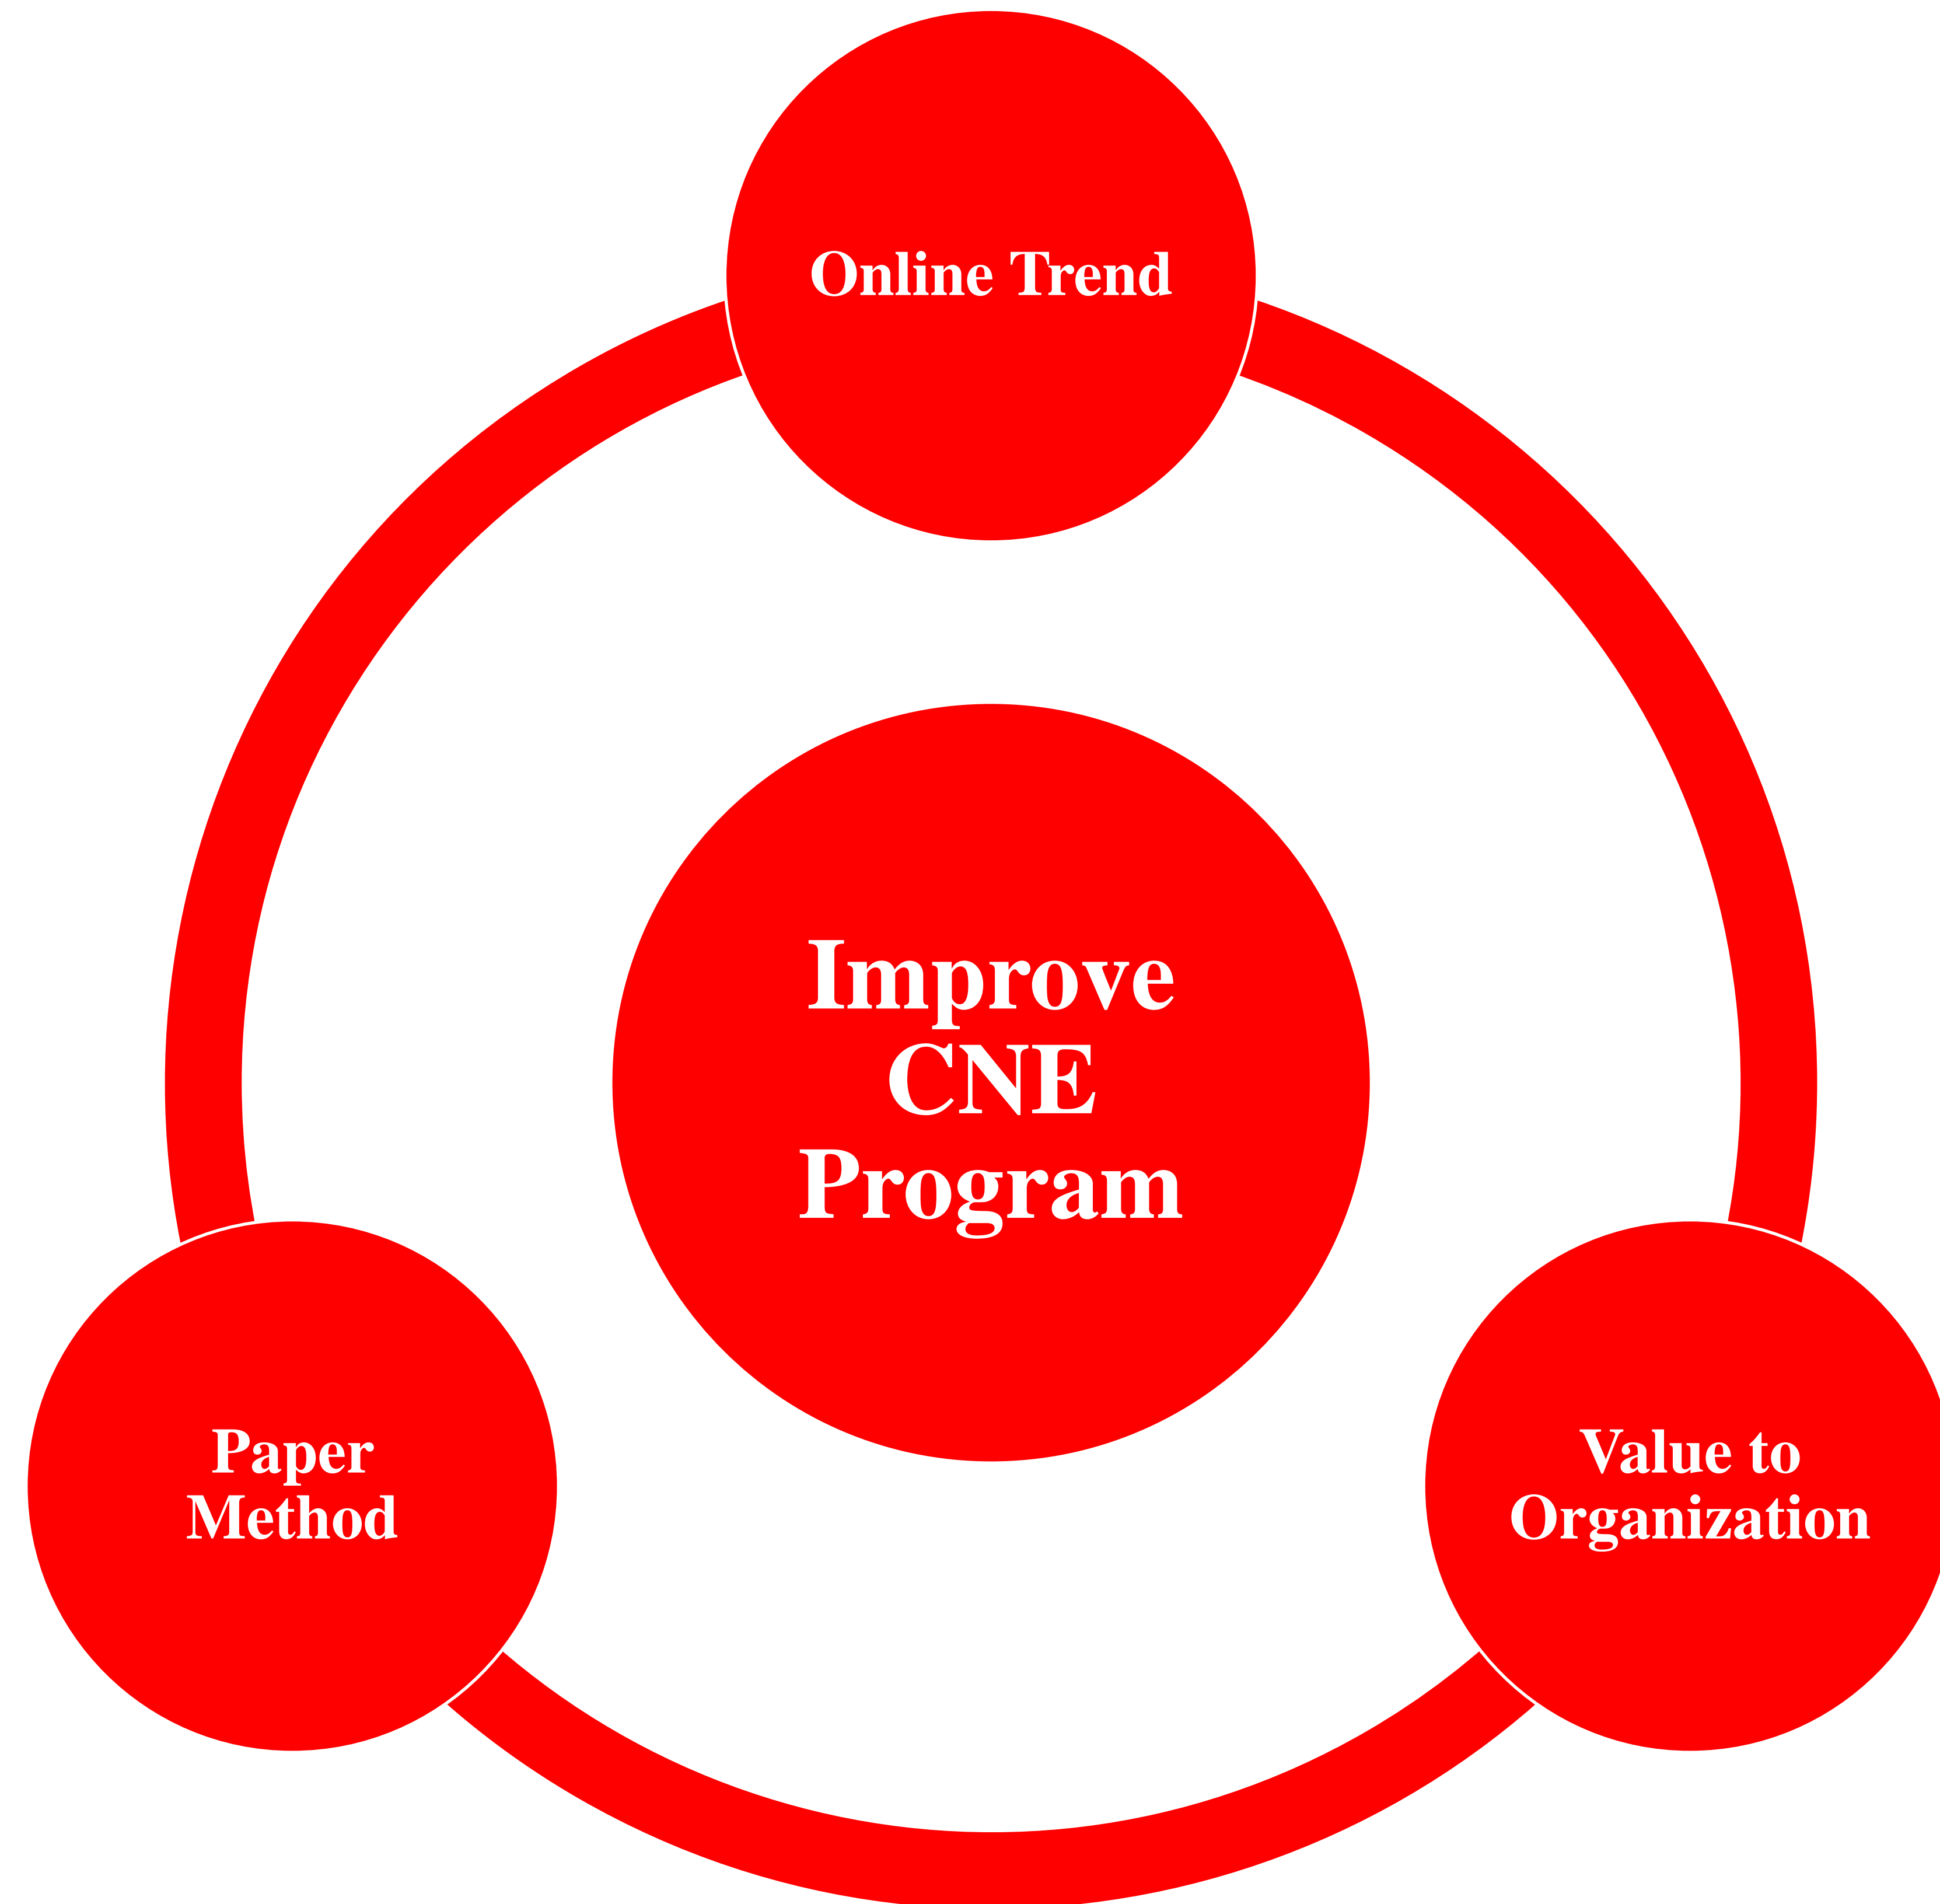 Online Trend
Improve
CNE
Program
Paper
Method
Value to
Organization